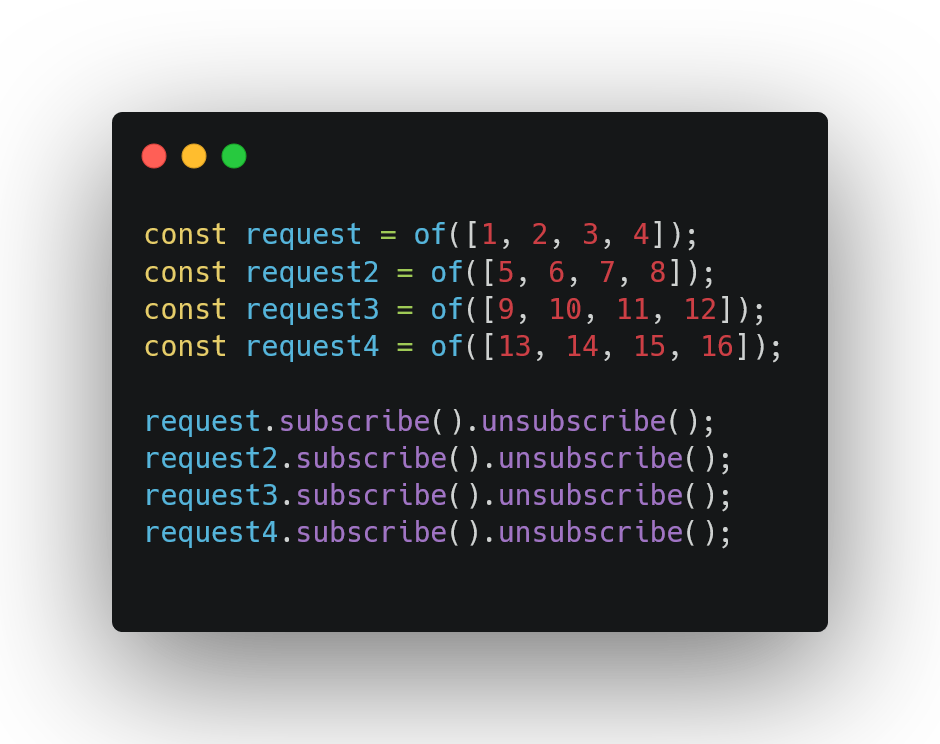 const request = of([1, 2, 3, 4]);
const request2 = of([5, 6, 7, 8]);
const request3 = of([9, 10, 11, 12]);
const request4 = of([13, 14, 15, 16]);
request.subscribe().unsubscribe();
request2.subscribe().unsubscribe();
request3.subscribe().unsubscribe();
request4.subscribe().unsubscribe();